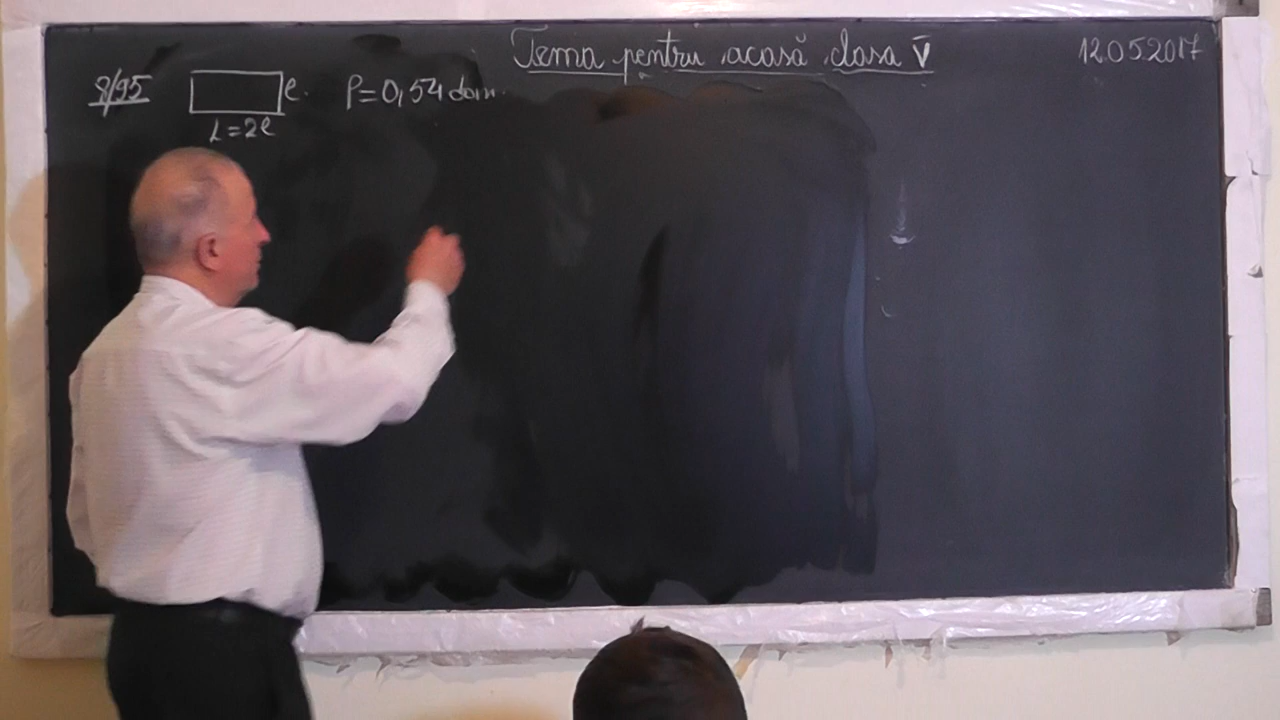 Tema pentru acasă clasa V
12.05.2017
8/95
l
P=0,54 dam
L=2l